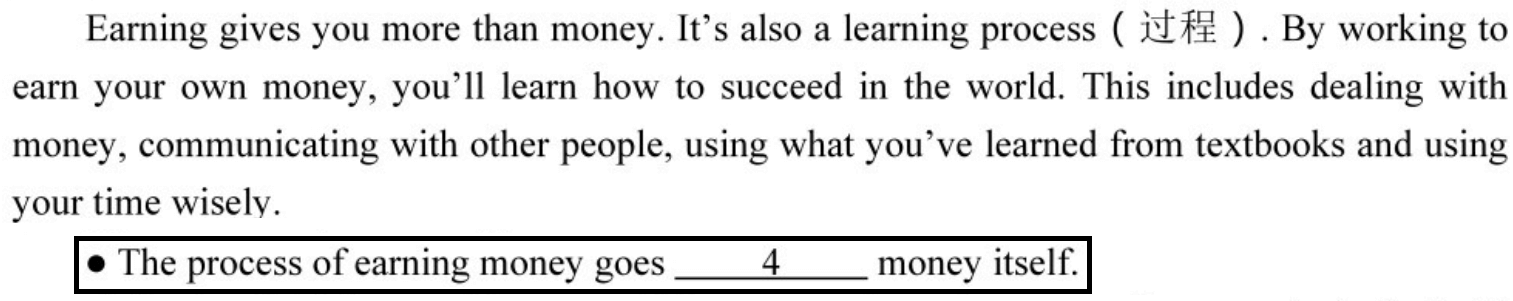 Earning gives you more than money. It’s also a learning process ( 过程 ) . By working to
earn your own money, you’ll learn how to succeed in the world. This includes dealing with
money, communicating with other people, using what you’ve learned from textbooks and using
your time wisely.
● The process of earning money goes ____4____ money itself.